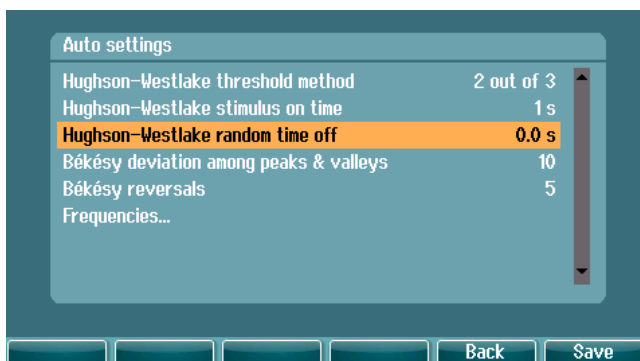 Auto settings
Hughson-Westlake threshold method 2 out of 3
Hughson-Westlake stimulus on time 1 s
Hughson-Westlake random time off 0.0 s
Békésy deviation among peaks & valleys 10
Békésy reversals 5
Frequencies...
Back Save